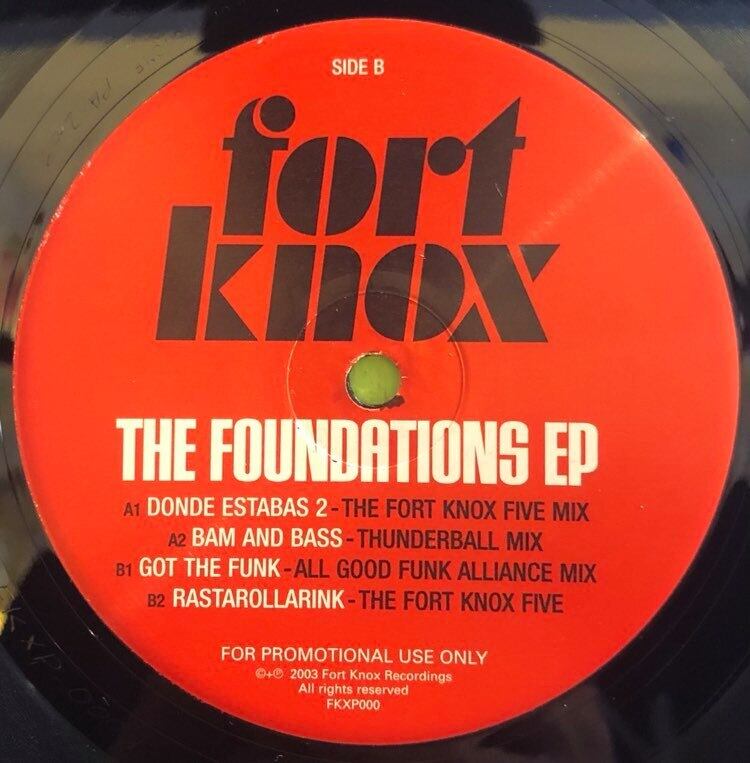 SIDE B
fort
knox
THE FOUNDATIONS EP
A1 DONDE ESTABAS 2 - THE FORT KNOX FIVE MIX
A2 BAM AND BASS - THUNDERBALL MIX
B1 GOT THE FUNK - ALL GOOD FUNK ALLIANCE MIX
B2 RASTAROLLARINK - THE FORT KNOX FIVE
FOR PROMOTIONAL USE ONLY
©+℗ 2003 Fort Knox Recordings
All rights reserved
FKXP000